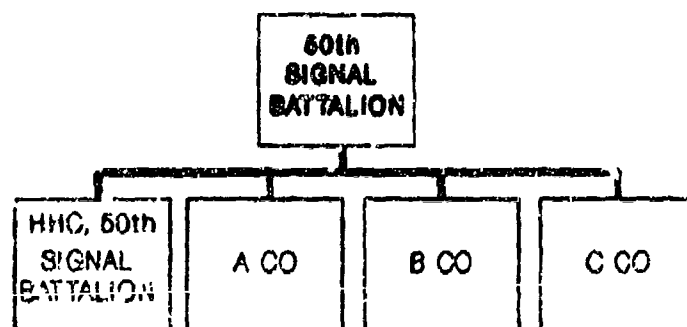 50th
SIGNAL
BATTALION
HHC, 50th
SIGNAL
BATTALION
A CO
B CO
C CO